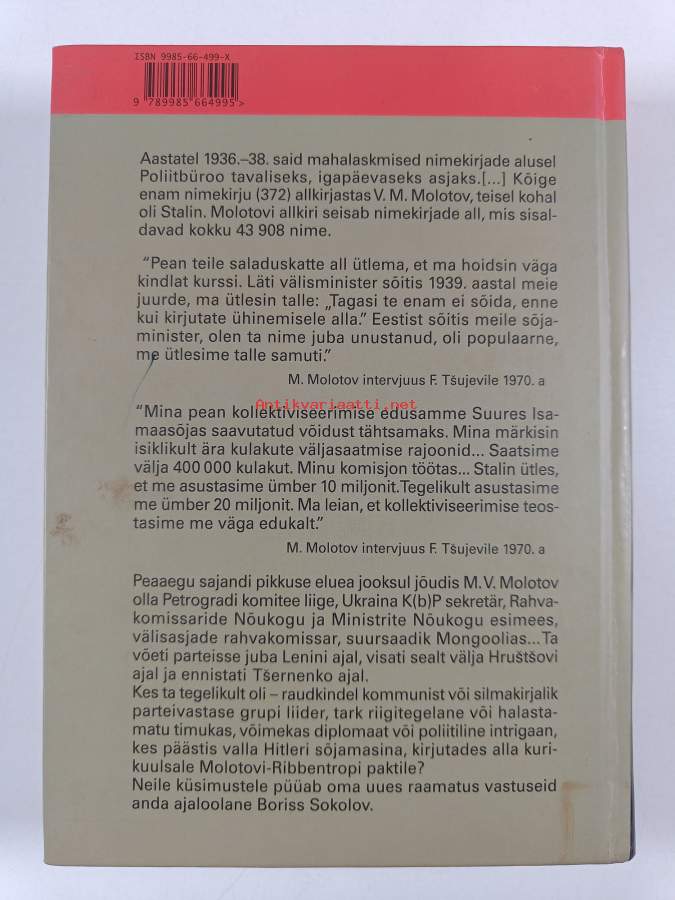 ISBN 9985-66-499-X
9 789985 664995>
Aastatel 1936.–38. said mahalaskmised nimekirjade alusel
Poliitbüroo tavaliseks, igapäevaseks asjaks.[...] Kõige
enam nimekirju (372) allkirjastas V. M. Molotov, teisel kohal
oli Stalin. Molotovi allkiri seisab nimekirjade all, mis sisal-
davad kokku 43 908 nime.
“Pean teile saladuskatte all ütlema, et ma hoidsin väga
kindlat kurssi. Läti välisminister sõitis 1939. aastal meie
juurde, ma ütlesin talle: „Tagasi te enam ei sõida, enne
kui kirjutate ühinemisele alla.” Eestist sõitis meile sõja-
minister, olen ta nime juba unustanud, oli populaarne,
me ütlesime talle samuti.”
M. Molotov intervjuus F. Tšujevile 1970. a
Antikvariaatti.net
“Mina pean kollektiviseerimise edusamme Suures Isa-
maasõjas saavutatud võidust tähtsamaks. Mina märkisin
isiklikult ära kulakute väljasaatmise rajoonid... Saatsime
välja 400 000 kulakut. Minu komisjon töötas... Stalin ütles,
et me asustasime ümber 10 miljonit.Tegelikult asustasime
me ümber 20 miljonit. Ma leian, et kollektiviseerimise teos-
tasime me väga edukalt.”
M. Molotov intervjuus F. Tšujevile 1970. a
Peaaegu sajandi pikkuse eluea jooksul jõudis M. V. Molotov
olla Petrogradi komitee liige, Ukraina K(b)P sekretär, Rahva-
komissaride Nõukogu ja Ministrite Nõukogu esimees,
välisasjade rahvakomissar, suursaadik Mongoolias... Ta
võeti parteisse juba Lenini ajal, visati sealt välja Hruštšovi
ajal ja ennistati Tšernenko ajal.
Kes ta tegelikult oli – raudkindel kommunist või silmakirjalik
parteivastase grupi liider, tark riigitegelane või halasta-
matu timukas, võimekas diplomaat või poliitiline intrigaan,
kes päästis valla Hitleri sõjamasina, kirjutades alla kuri-
kuulsale Molotovi-Ribbentropi paktile?
Neile küsimustele püüab oma uues raamatus vastuseid
anda ajaloolane Boriss Sokolov.